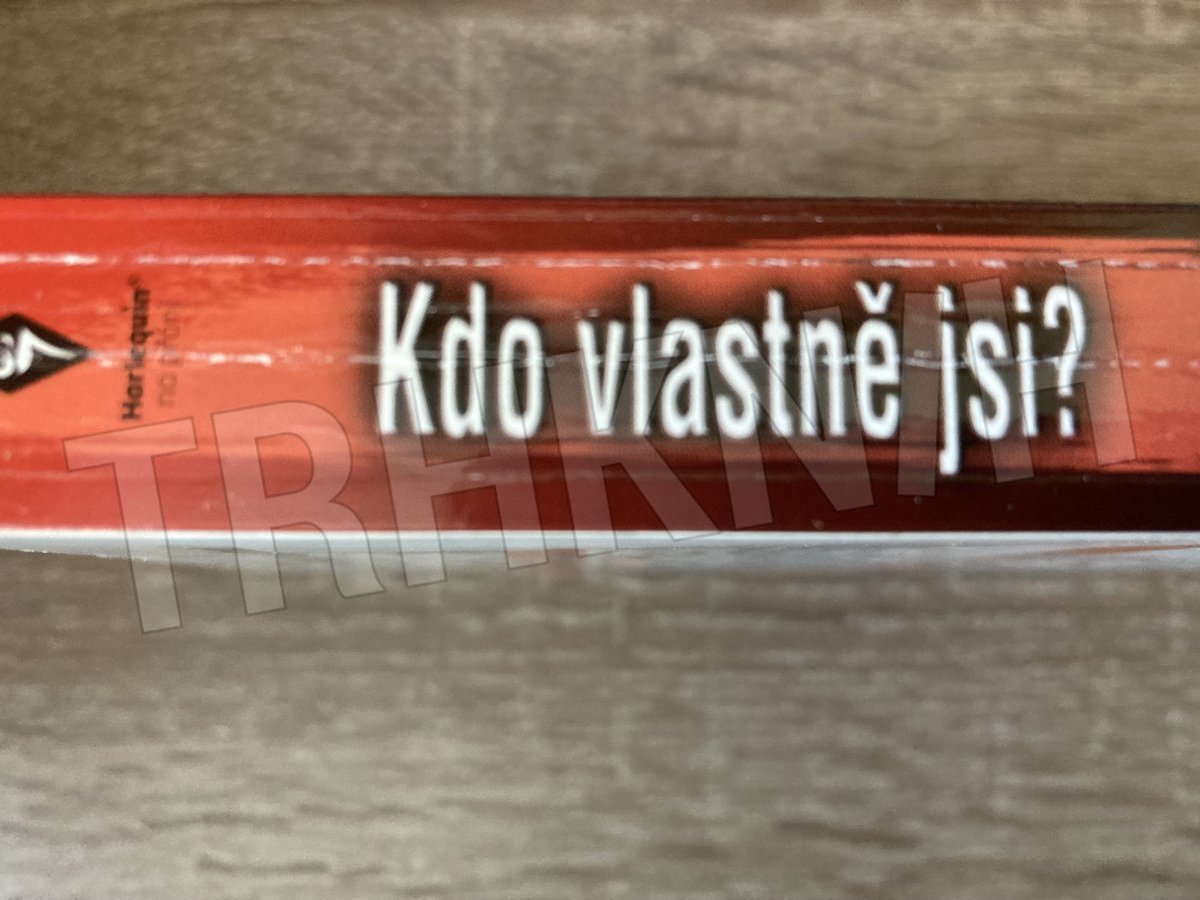 Harlequin®
Kdo vlastně jsi?
TRHKNIH